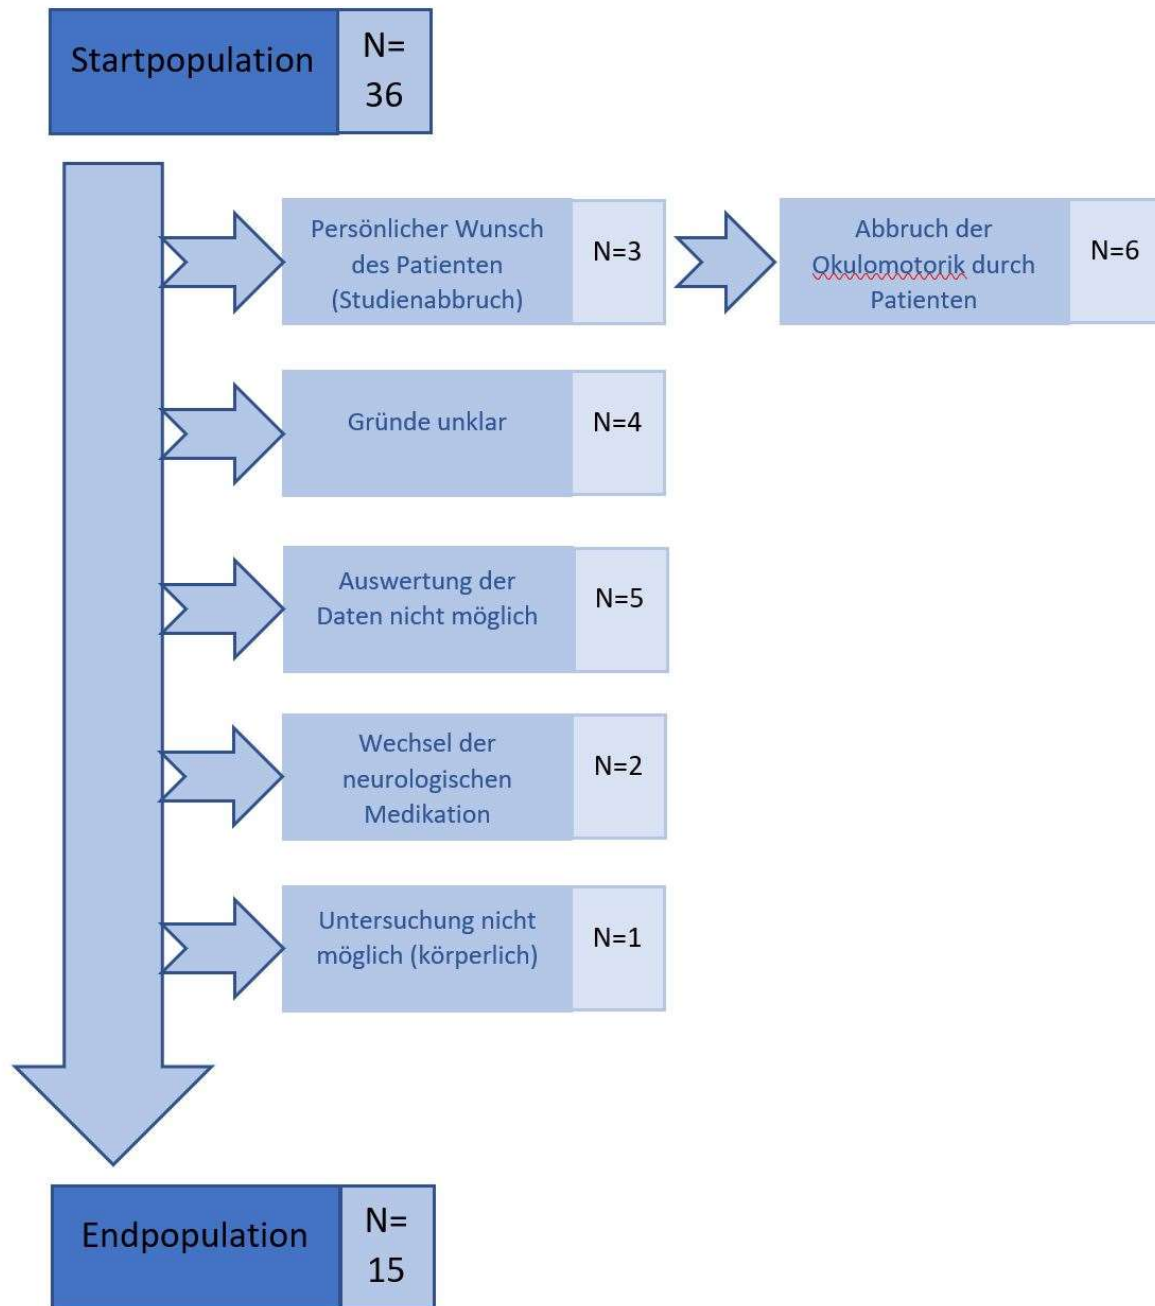 Startpopulation
N=
36
Persönlicher Wunsch
des Patienten
(Studienabbruch)
N=3
Abbruch der
Okulomotorik durch
Patienten
N=6
Gründe unklar
N=4
Auswertung der
Daten nicht möglich
N=5
Wechsel der
neurologischen
Medikation
N=2
Untersuchung nicht
möglich (körperlich)
N=1
Endpopulation
N=
15